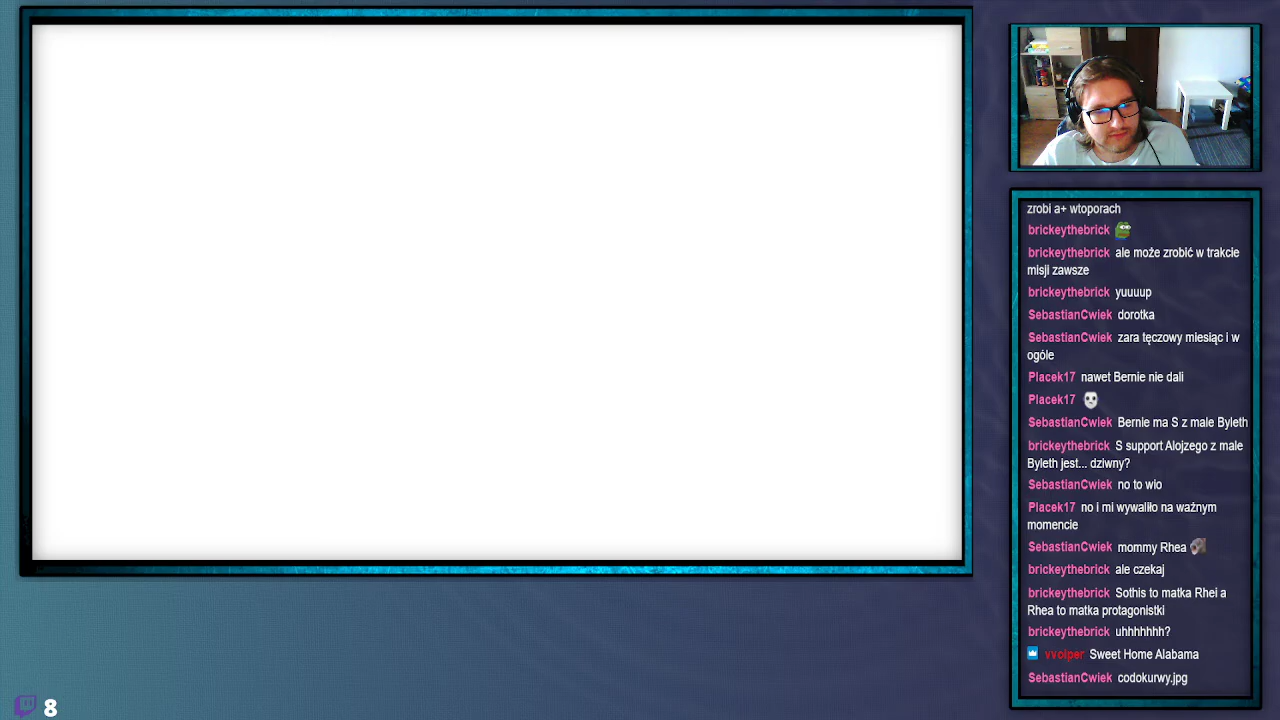 zrobi a+ wtoporach
brickeythebrick
brickeythebrick ale może zrobić w trakcie
misji zawsze
brickeythebrick yuuuup
SebastianCwiek dorotka
SebastianCwiek zara tęczowy miesiąc i w
ogóle
Placek17 nawet Bernie nie dali
Placek17
SebastianCwiek Bernie ma S z male Byleth
brickeythebrick S support Alojzego z male
Byleth jest... dziwny?
SebastianCwiek no to wio
Placek17 no i mi wywaliło na ważnym
momencie
SebastianCwiek mommy Rhea
brickeythebrick ale czekaj
brickeythebrick Sothis to matka Rhei a
Rhea to matka protagonistki
brickeythebrick uhhhhhhh?
vvolper Sweet Home Alabama
SebastianCwiek codokurwy.jpg
8